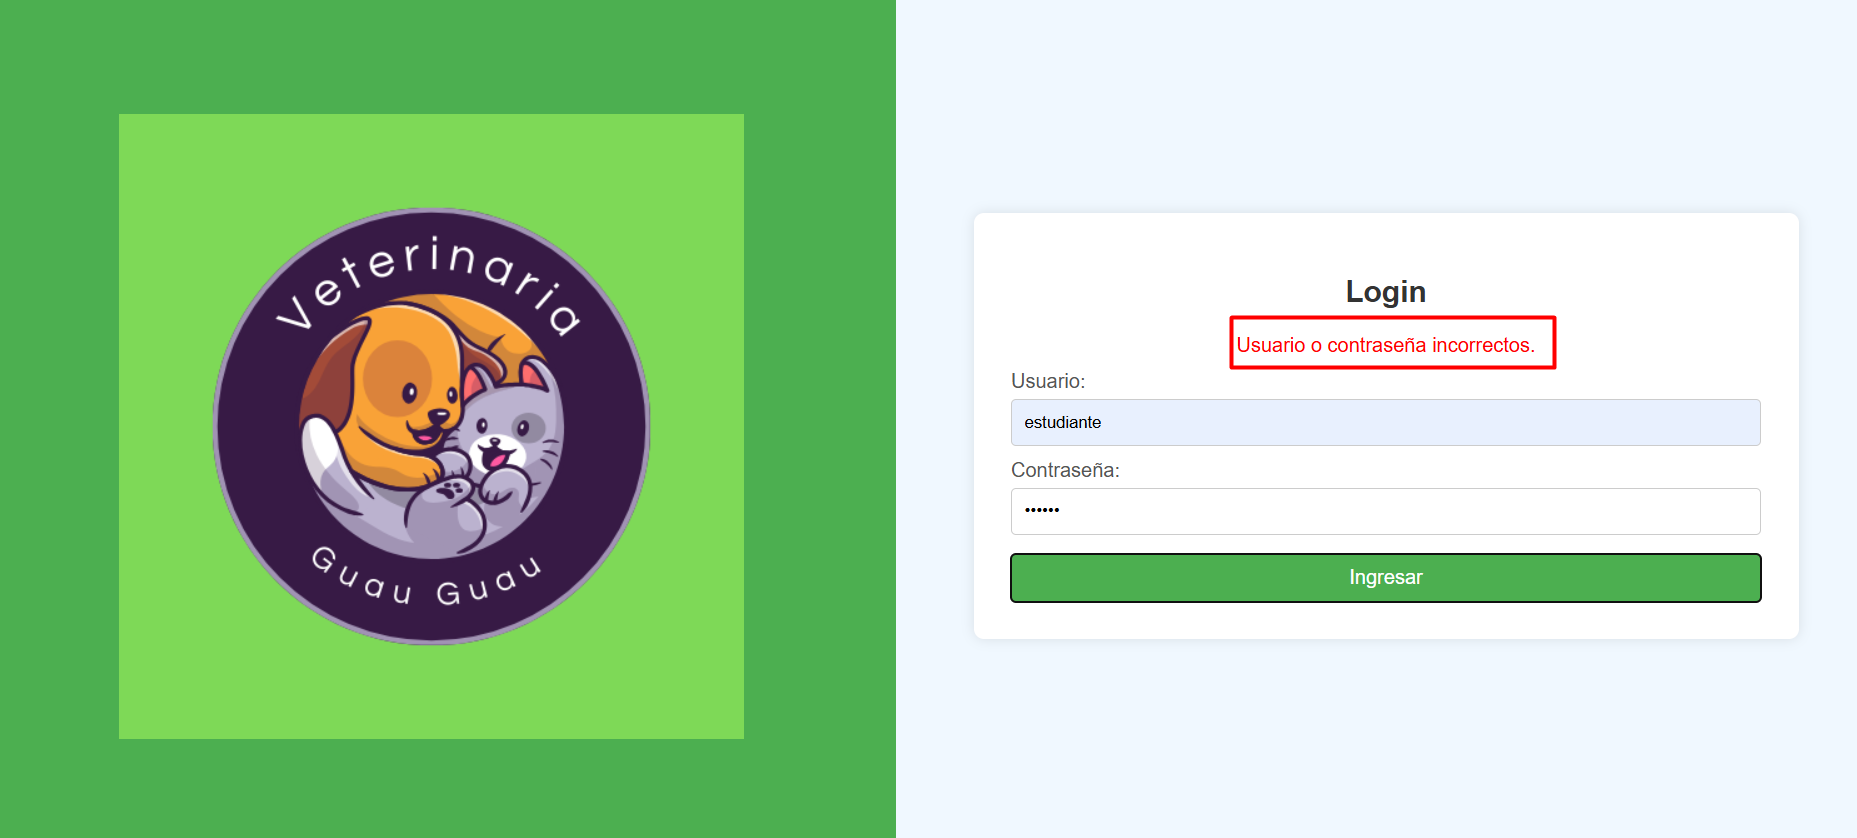 Veterinaria
Guau Guau
Login
Usuario o contraseña incorrectos.
Usuario:
estudiante
Contraseña:
••••••
Ingresar